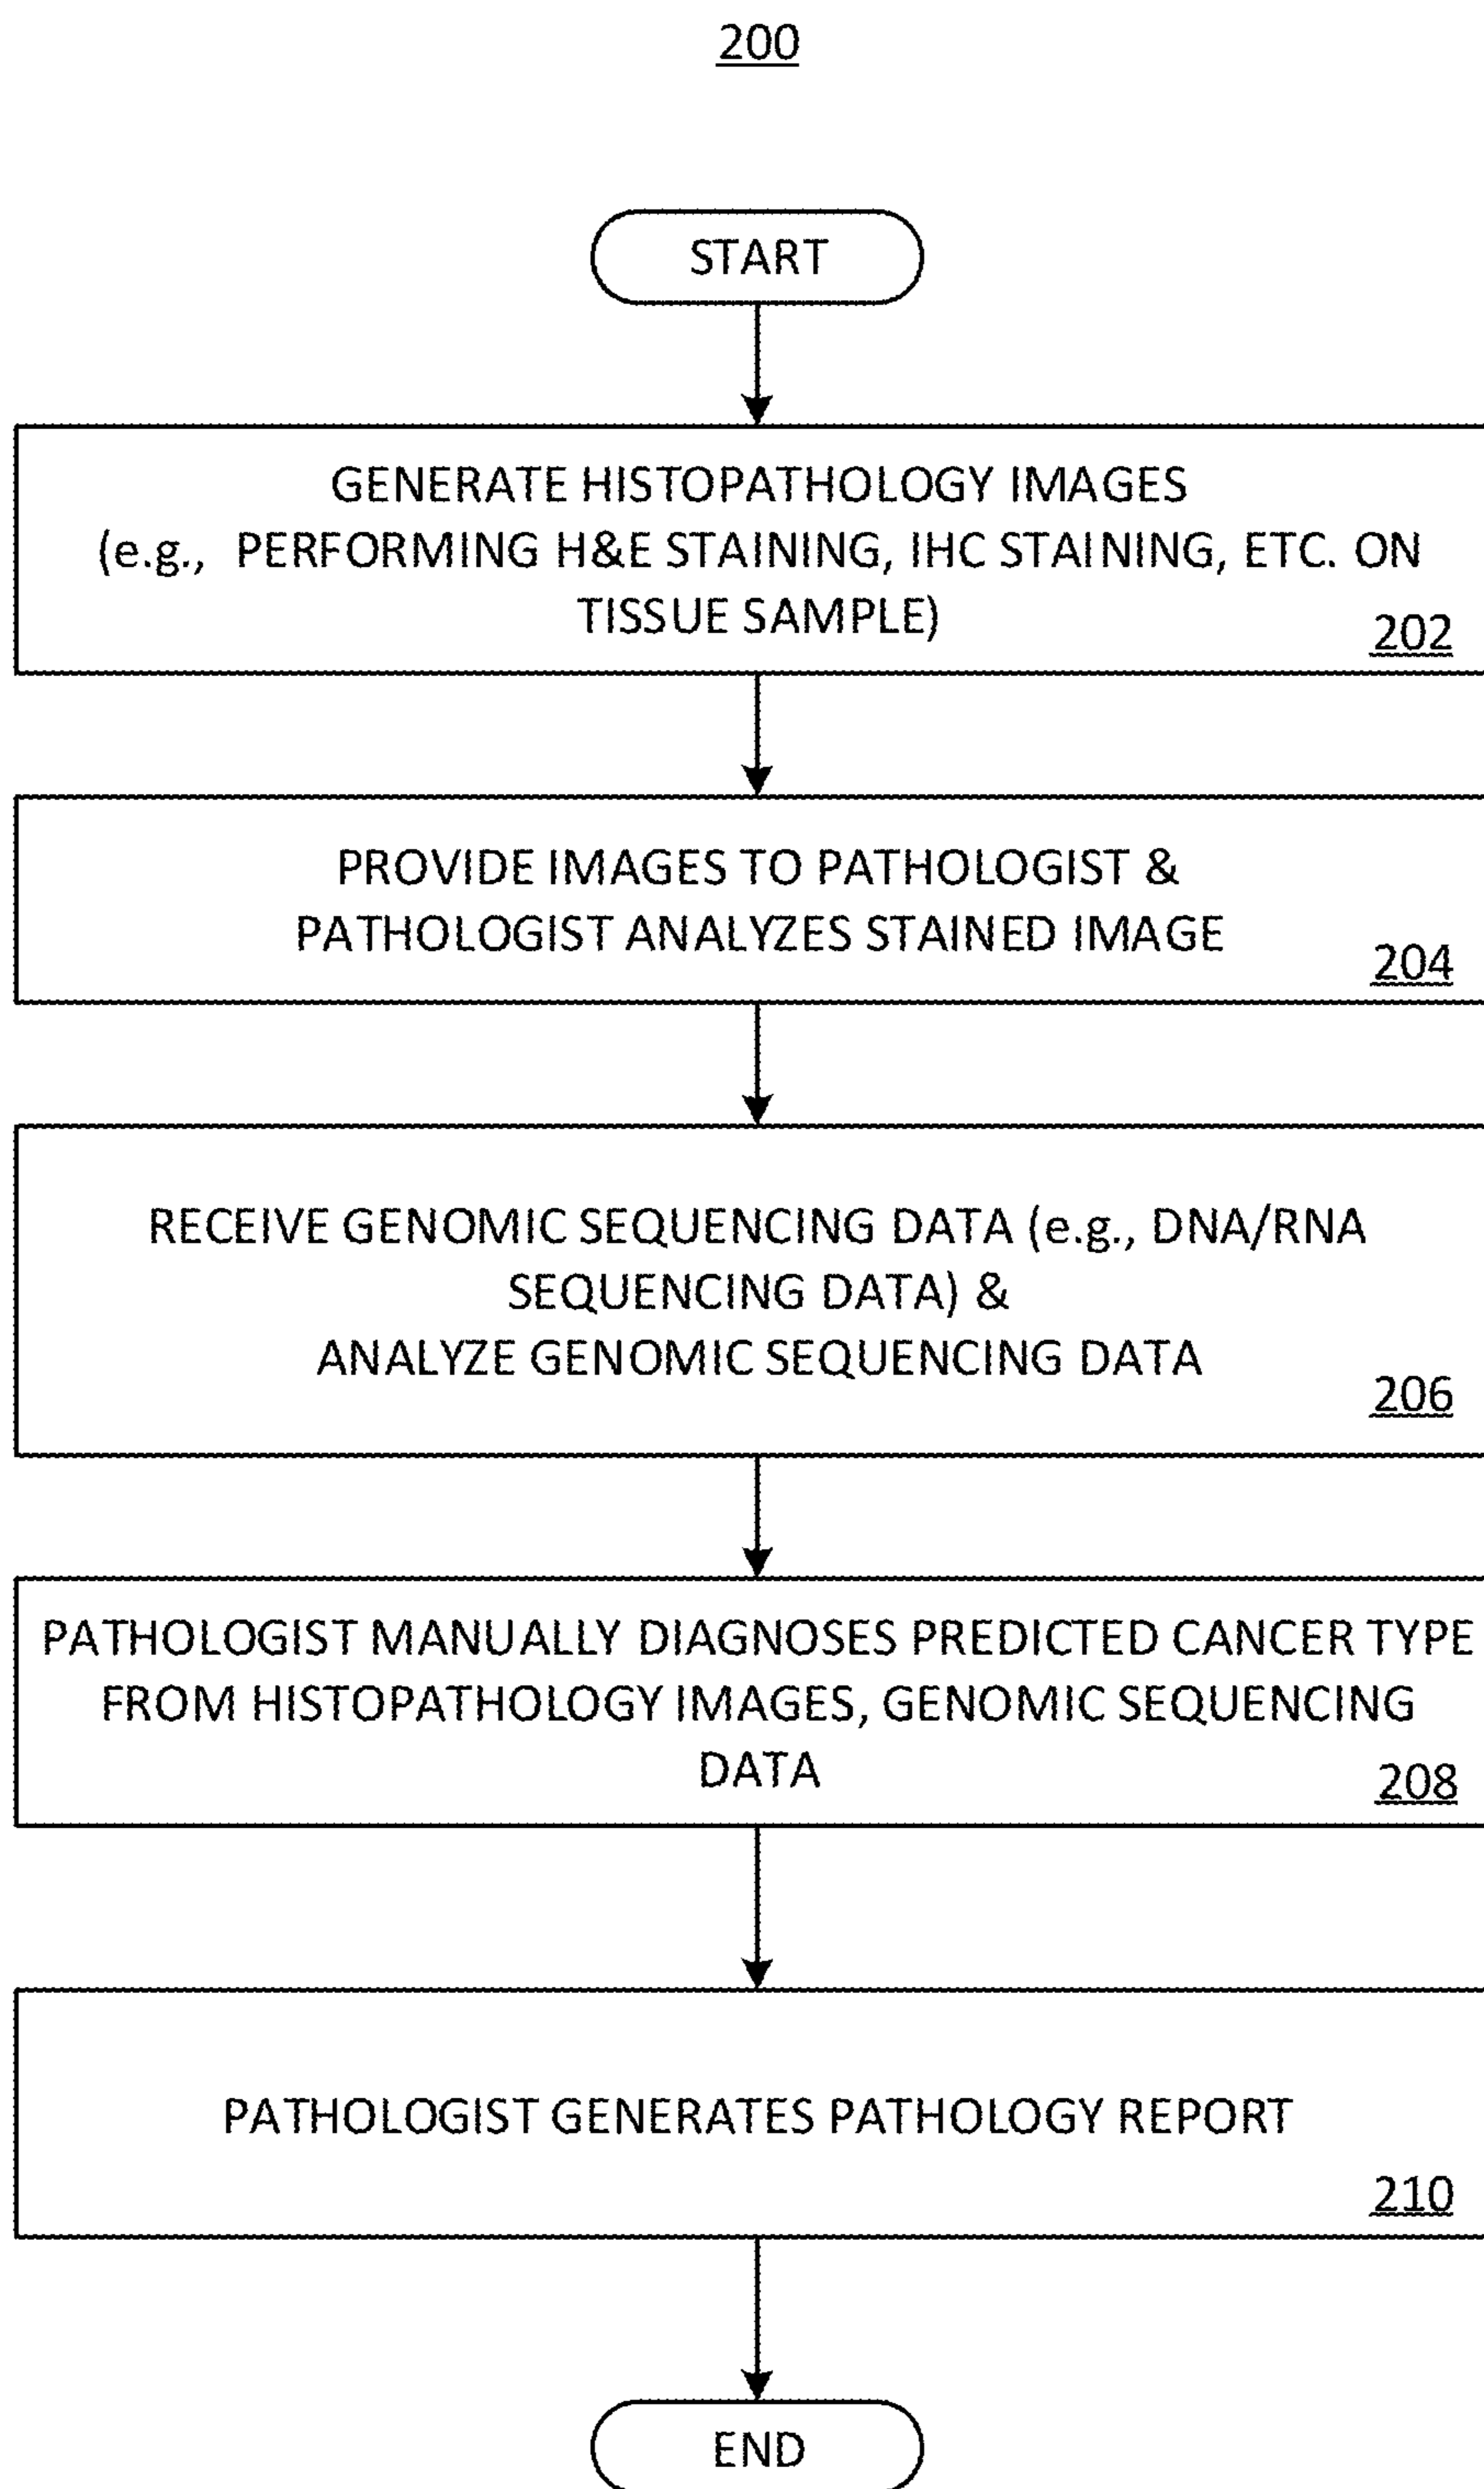 200
START
GENERATE HISTOPATHOLOGY IMAGES
(e.g., PERFORMING H&E STAINING, IHC STAINING, ETC. ON
TISSUE SAMPLE)
202
PROVIDE IMAGES TO PATHOLOGIST &
PATHOLOGIST ANALYZES STAINED IMAGE
204
RECEIVE GENOMIC SEQUENCING DATA (e.g., DNA/RNA
SEQUENCING DATA) &
ANALYZE GENOMIC SEQUENCING DATA
206
PATHOLOGIST MANUALLY DIAGNOSES PREDICTED CANCER TYPE
FROM HISTOPATHOLOGY IMAGES, GENOMIC SEQUENCING
DATA
208
PATHOLOGIST GENERATES PATHOLOGY REPORT
210
END